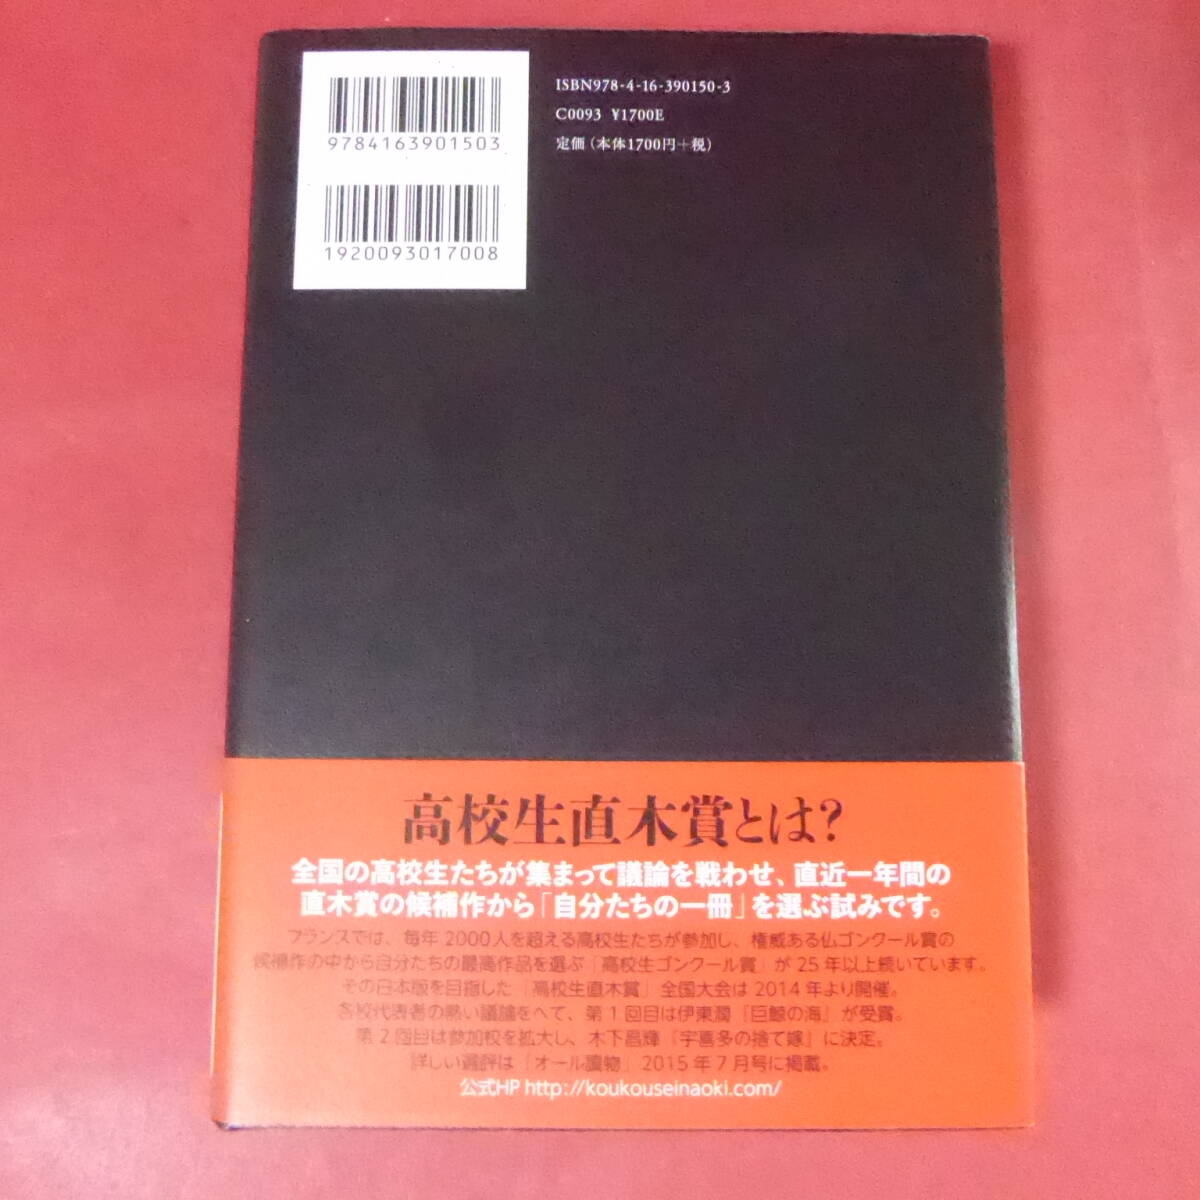 9784163901503
1920093017008
ISBN978-4-16-390150-3
C0093 ¥1700E
定価(本体1700円+税)
高校生直木賞とは?
全国の高校生たちが集まって議論を戦わせ、直近一年間の
直木賞の候補作から「自分たちの一冊」を選ぶ試みです。
フランスでは、毎年2000人を超える高校生たちが参加し、権威ある仏ゴンクール賞の
候補作の中から自分たちの最高作品を選ぶ「高校生ゴンクール賞」が25年以上続いています。
その日本版を目指した「高校生直木賞」全国大会は2014年より開催。
各校代表者の熱い議論をへて、第1回目は伊東潤『巨鯨の海』が受賞。
第2回目は参加校を拡大し、木下昌輝『宇喜多の捨て嫁』に決定。
詳しい選評は「オール讀物」2015年7月号に掲載。
公式HP http://koukouseinaoki.com/